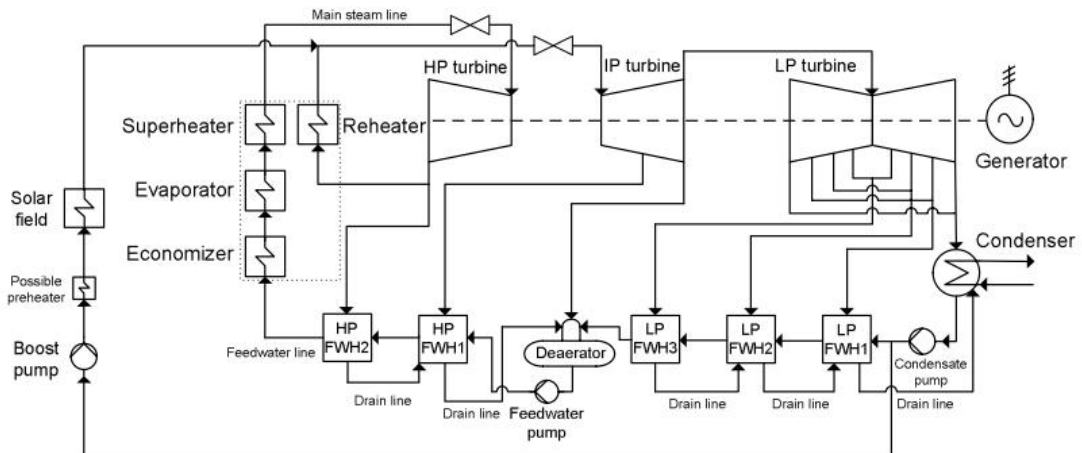 Main steam line
HP turbine
IP turbine
LP turbine
Superheater
Reheater
Generator
Evaporator
Solar
field
Economizer
Condenser
Possible
preheater
Boost
pump
Feedwater line
HP
FWH2
HP
FWH1
Deaerator
LP
FWH3
LP
FWH2
LP
FWH1
Condensate
pump
Drain line
Drain line
Feedwater
pump
Drain line
Drain line
Drain line